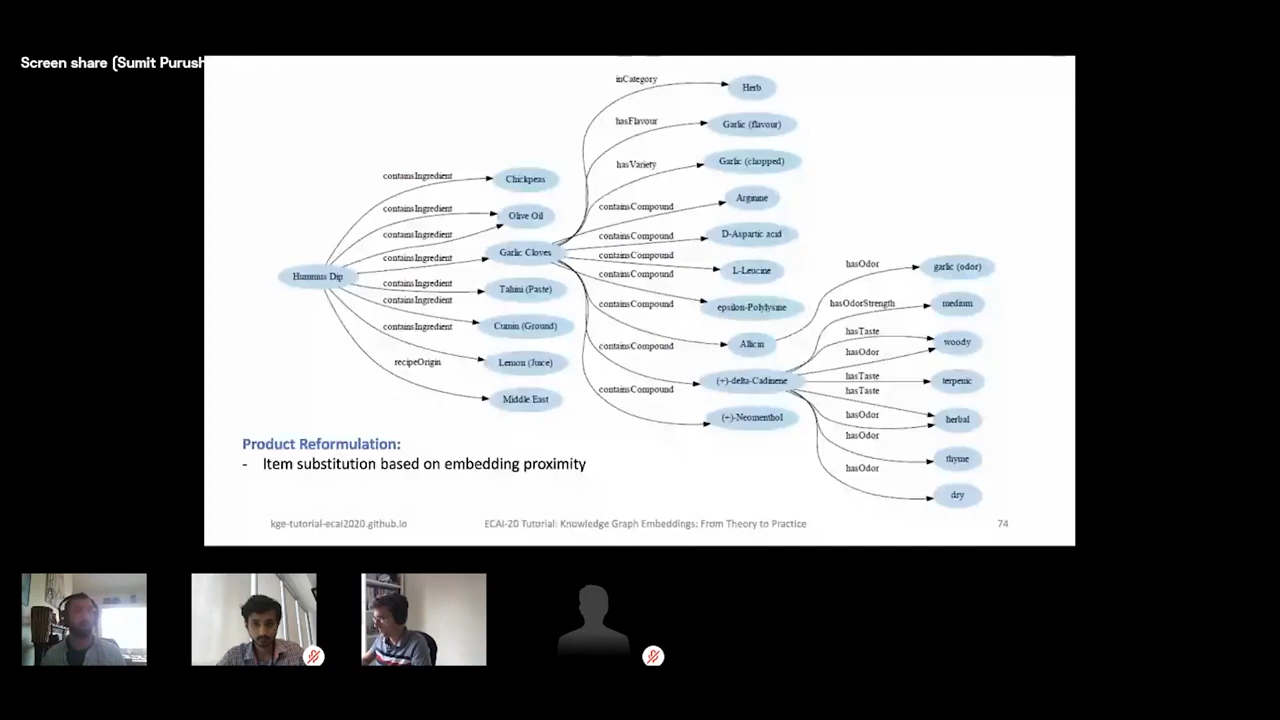 Screen share (Sumit Purush
inCategory
Herb
hasFlavour
Garlic (flavour)
hasVariety
Garlic (chopped)
containsIngredient
Chickpeas
containsCompound
Arginine
containsIngredient
Olive Oil
containsCompound
D-Aspartic acid
containsIngredient
Garlic Cloves
containsCompound
L-Leucine
containsIngredient
containsCompound
hasOdor
garlic (odor)
Hummus Dip
containsIngredient
Tahini (Paste)
containsCompound
epsilon-Polylysine
hasOdorStrength
medium
containsIngredient
Cumin (Ground)
containsCompound
Allicin
hasTaste
woody
containsIngredient
hasOdor
recipeOrigin
Lemon (Juice)
containsCompound
(+)-delta-Cadinene
hasTaste
terpenic
hasTaste
Middle East
(+)-Neomenthol
hasOdor
herbal
hasOdor
thyme
hasOdor
dry
Product Reformulation:
- Item substitution based on embedding proximity
kge-tutorial-ecai2020.github.io
ECAI-20 Tutorial: Knowledge Graph Embeddings: From Theory to Practice
74